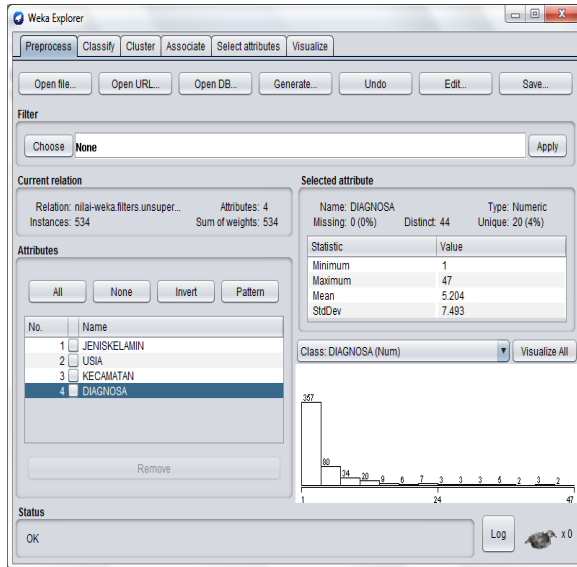 Weka Explorer
Preprocess Classify Cluster Associate Select attributes Visualize
Open file... Open URL... Open DB... Generate... Undo Edit... Save...
Filter
Choose None Apply
Current relation
Relation: nilai-weka.filters.unsuper... Attributes: 4
Instances: 534 Sum of weights: 534
Attributes
All None Invert Pattern
No. Name
1 JENISKELAMIN
2 USIA
3 KECAMATAN
4 DIAGNOSA
Remove
Selected attribute
Name: DIAGNOSA Type: Numeric
Missing: 0 (0%) Distinct: 44 Unique: 20 (4%)
Statistic Value
Minimum 1
Maximum 47
Mean 5.204
StdDev 7.493
Class: DIAGNOSA (Num) Visualize All
357
80
34 20 9 6 7 3 3 3 5 2 3 2
1 24 47
Status
OK
Log x 0